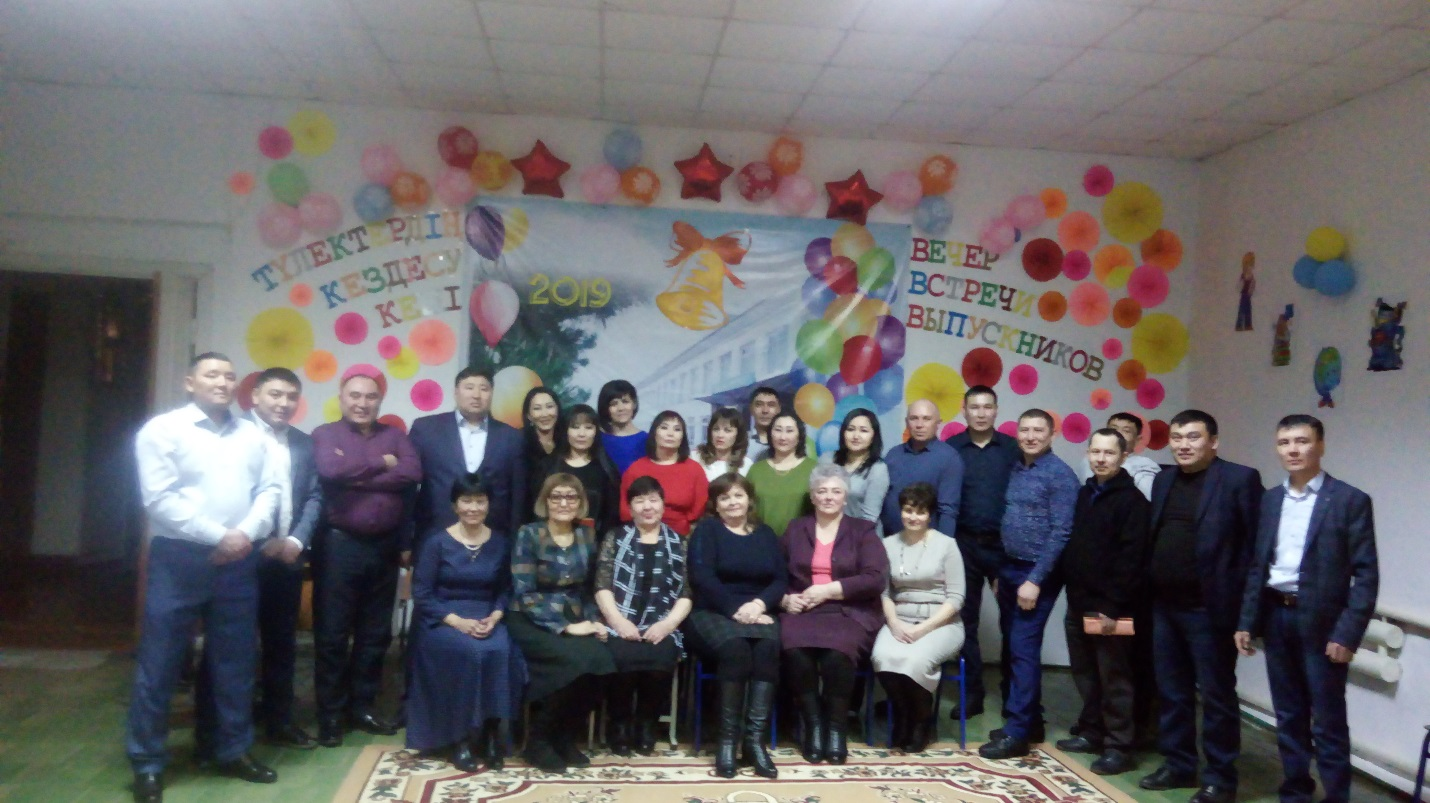 ТҮЛЕКТЕРДІҢ
КЕЗДЕСУ
КЕШІ
2019
ВЕЧЕР
ВСТРЕЧИ
ВЫПУСКНИКОВ